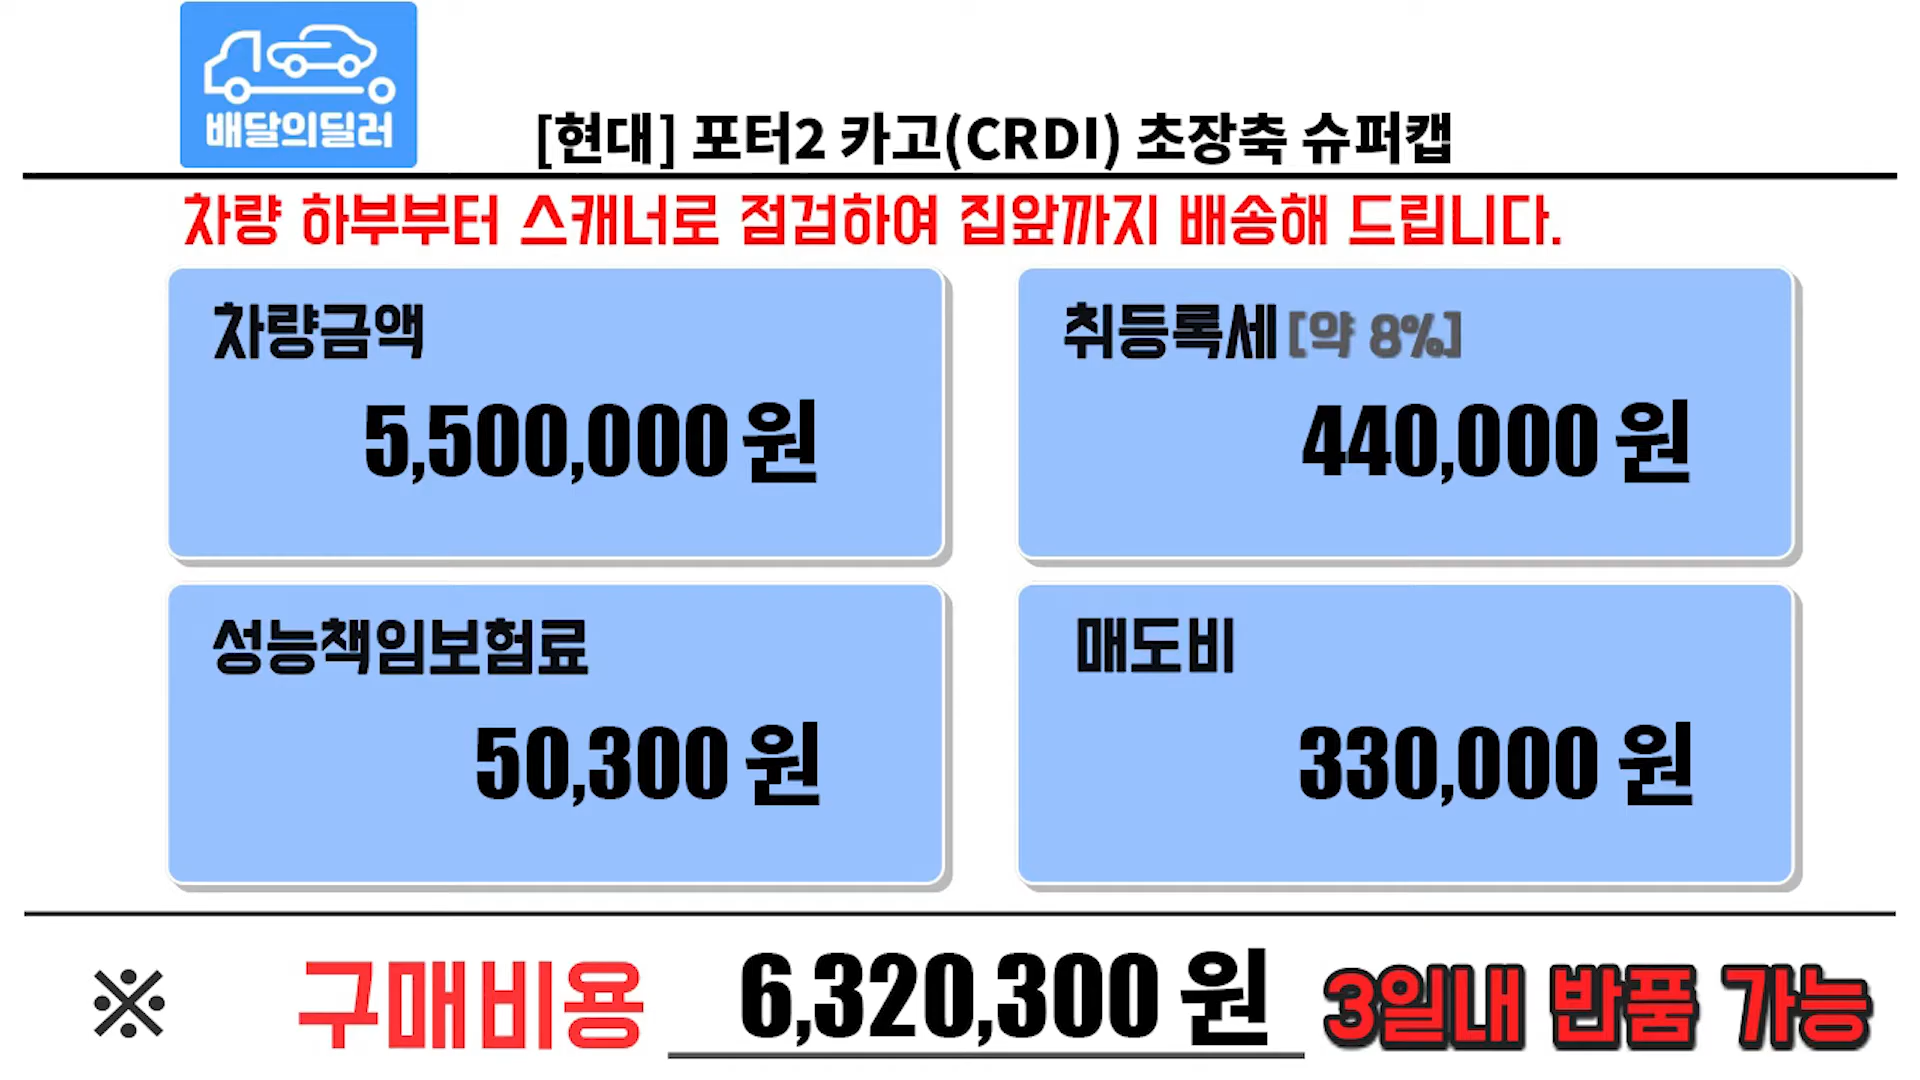 배달의딜러
[현대] 포터2 카고(CRDI) 초장축 슈퍼캡
차량 하부부터 스캐너로 점검하여 집앞까지 배송해 드립니다.
차량금액
5,500,000 원
취등록세 [약 8%]
440,000 원
성능책임보험료
50,300 원
매도비
330,000 원
※ 구매비용 6,320,300 원 3일내 반품 가능